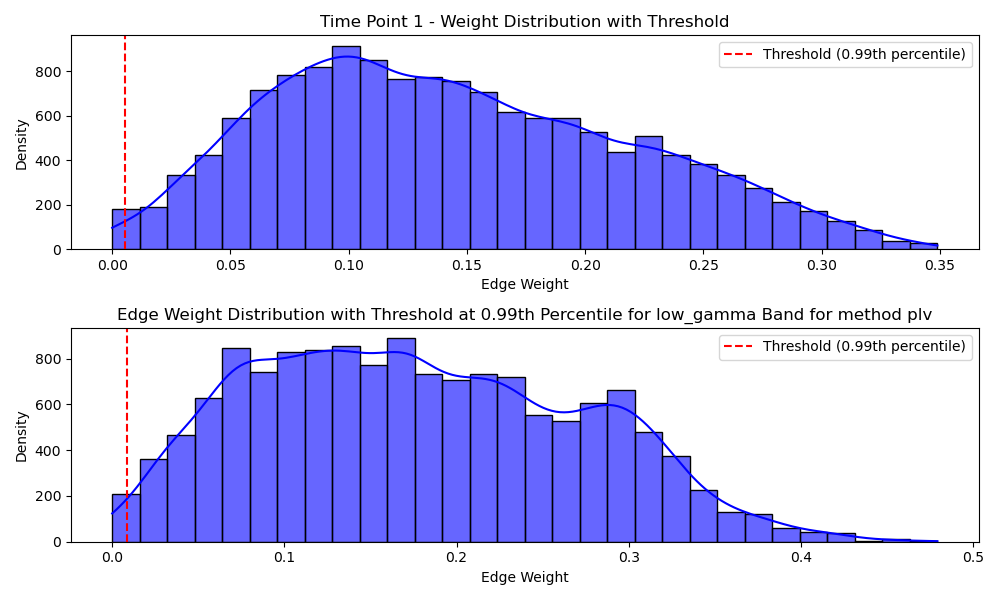 Time Point 1 - Weight Distribution with Threshold
Threshold (0.99th percentile)
Density
800
600
400
200
0
0.00 0.05 0.10 0.15 0.20 0.25 0.30 0.35
Edge Weight
Edge Weight Distribution with Threshold at 0.99th Percentile for low_gamma Band for method plv
Threshold (0.99th percentile)
Density
800
600
400
200
0
0.0 0.1 0.2 0.3 0.4 0.5
Edge Weight